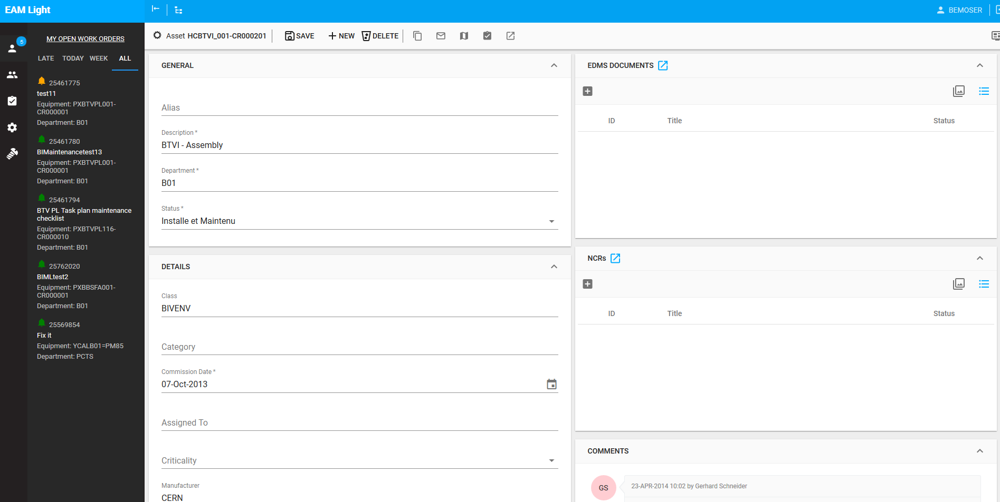 EAM Light
BEMOSER
5
MY OPEN WORK ORDERS
LATE TODAY WEEK ALL
25461775
test11
Equipment: PXBTVPL001-
CR000001
Department: B01
25461780
BIMaintenancetest13
Equipment: PXBTVPL001-
CR000001
Department: B01
25461794
BTV PL Task plan maintenance
checklist
Equipment: PXBTVPL116-
CR000010
Department: B01
25762020
BIMLtest2
Equipment: PXBBSFA001-
CR000001
Department: B01
25569854
Fix it
Equipment: YCALB01=PM85
Department: PCTS
Asset HCBTVI_001-CR000201 SAVE NEW DELETE
GENERAL
Alias
Description *
BTVI - Assembly
Department *
B01
Status *
Installe et Maintenu
DETAILS
Class
BIVENV
Category
Commission Date *
07-Oct-2013
Assigned To
Criticality
Manufacturer
CERN
EDMS DOCUMENTS
ID Title Status
NCRs
ID Title Status
COMMENTS
GS
23-APR-2014 10:02 by Gerhard Schneider